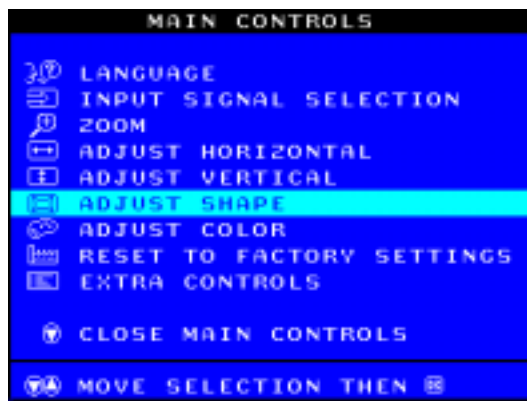 MAIN CONTROLS
LANGUAGE
INPUT SIGNAL SELECTION
ZOOM
ADJUST HORIZONTAL
ADJUST VERTICAL
ADJUST SHAPE
ADJUST COLOR
RESET TO FACTORY SETTINGS
EXTRA CONTROLS
CLOSE MAIN CONTROLS
MOVE SELECTION THEN OK